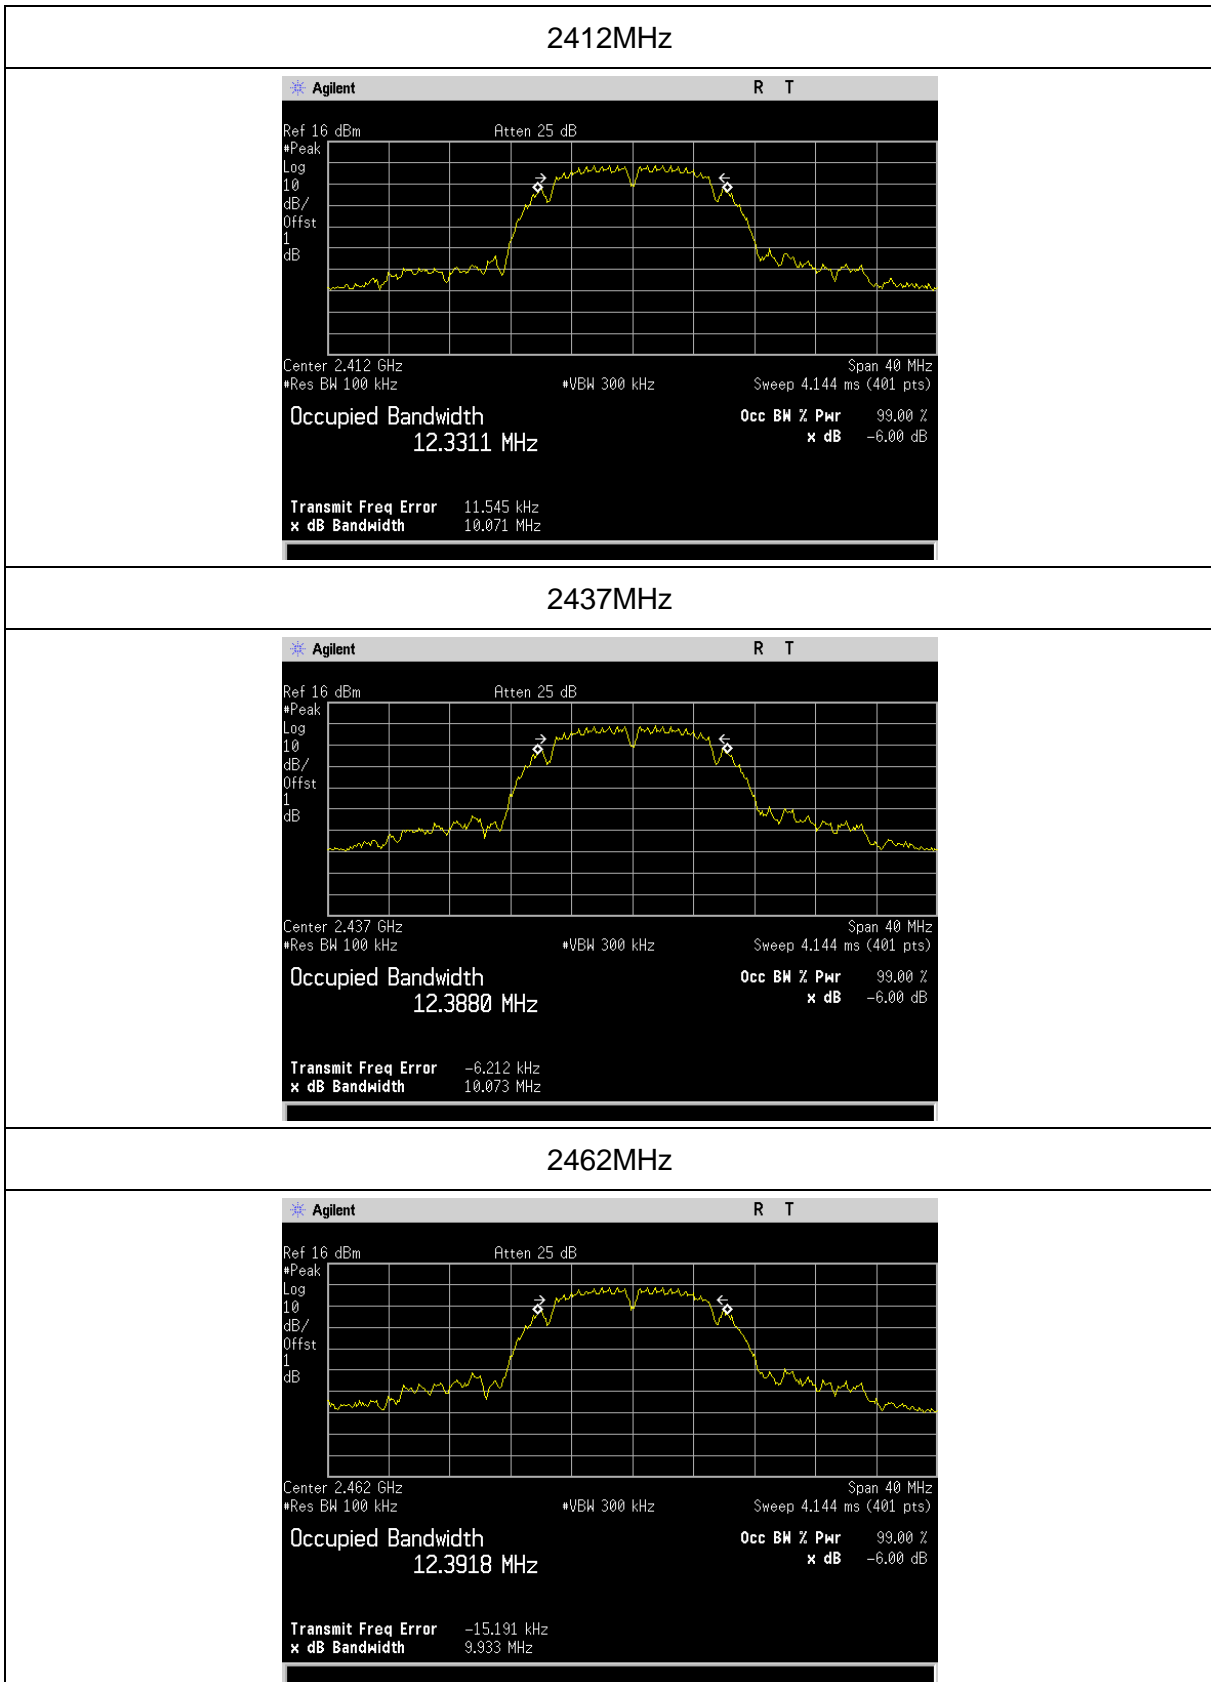 2412MHz
Agilent R T
Ref 16 dBm Atten 25 dB
#Peak
Log
10
dB/
Offst
1
dB
Center 2.412 GHz Span 40 MHz
#Res BW 100 kHz #VBW 300 kHz Sweep 4.144 ms (401 pts)
Occupied Bandwidth Occ BW % Pwr 99.00 %
12.3311 MHz x dB -6.00 dB
Transmit Freq Error 11.545 kHz
x dB Bandwidth 10.071 MHz
2437MHz
Agilent R T
Ref 16 dBm Atten 25 dB
#Peak
Log
10
dB/
Offst
1
dB
Center 2.437 GHz Span 40 MHz
#Res BW 100 kHz #VBW 300 kHz Sweep 4.144 ms (401 pts)
Occupied Bandwidth Occ BW % Pwr 99.00 %
12.3880 MHz x dB -6.00 dB
Transmit Freq Error -6.212 kHz
x dB Bandwidth 10.073 MHz
2462MHz
Agilent R T
Ref 16 dBm Atten 25 dB
#Peak
Log
10
dB/
Offst
1
dB
Center 2.462 GHz Span 40 MHz
#Res BW 100 kHz #VBW 300 kHz Sweep 4.144 ms (401 pts)
Occupied Bandwidth Occ BW % Pwr 99.00 %
12.3918 MHz x dB -6.00 dB
Transmit Freq Error -15.191 kHz
x dB Bandwidth 9.933 MHz